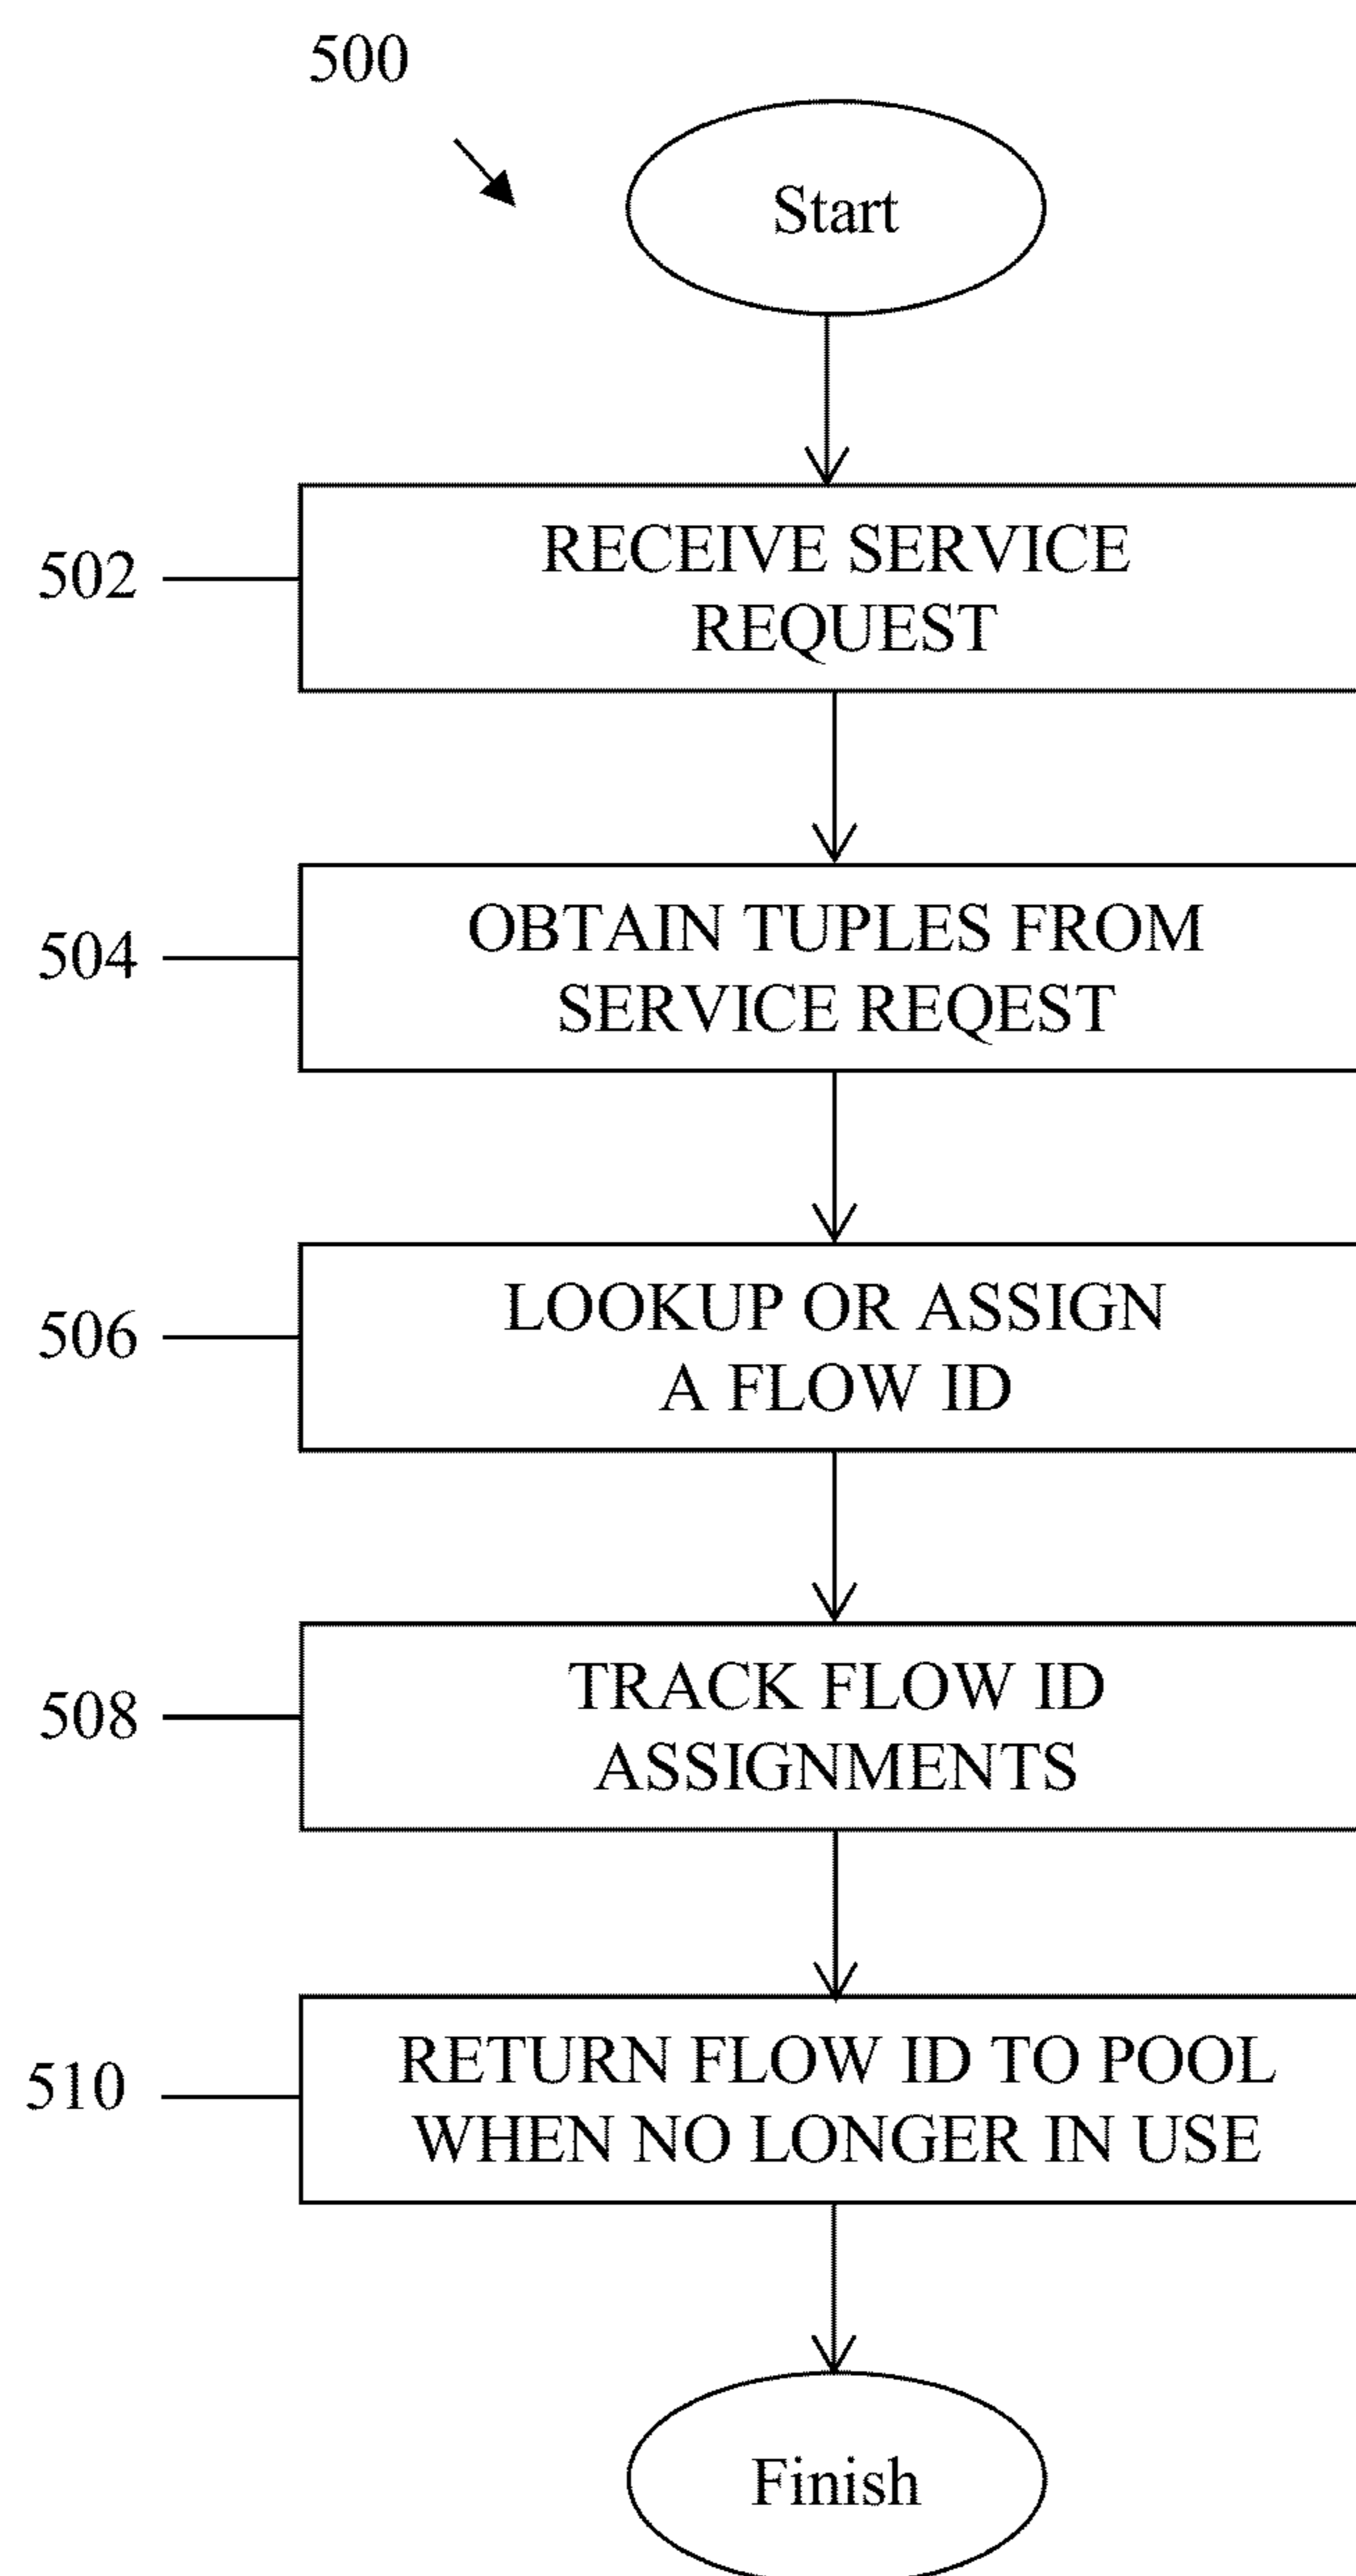 500
Start
502
RECEIVE SERVICE
REQUEST
504
OBTAIN TUPLES FROM
SERVICE REQEST
506
LOOKUP OR ASSIGN
A FLOW ID
508
TRACK FLOW ID
ASSIGNMENTS
510
RETURN FLOW ID TO POOL
WHEN NO LONGER IN USE
Finish